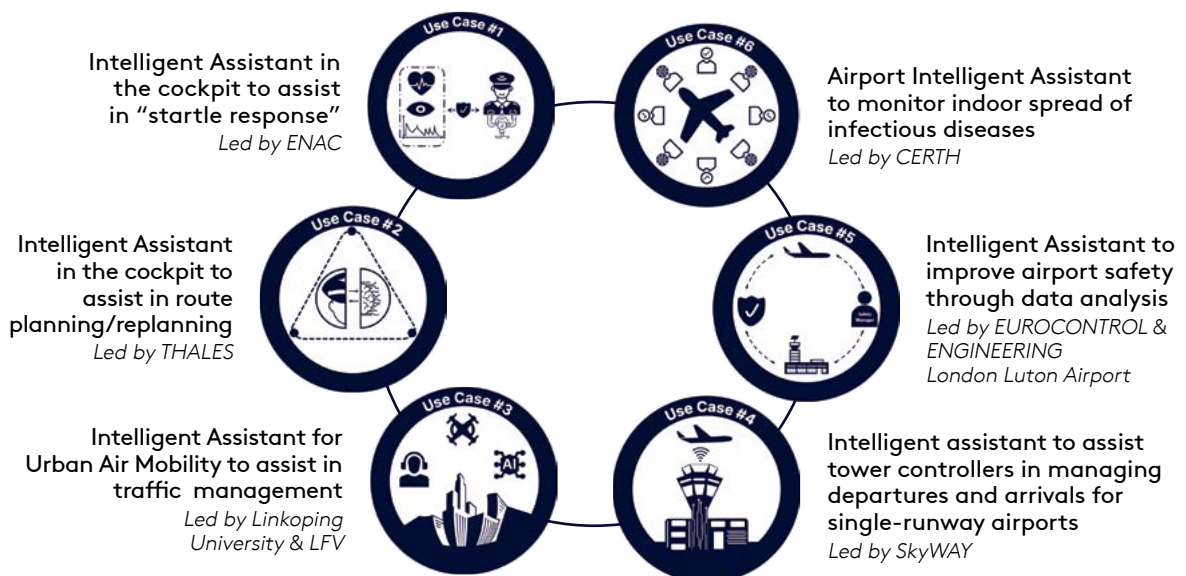 Use Case #1
Intelligent Assistant in
the cockpit to assist
in “startle response”
Led by ENAC
Use Case #6
Airport Intelligent Assistant
to monitor indoor spread of
infectious diseases
Led by CERTH
Use Case #2
Intelligent Assistant
in the cockpit to
assist in route
planning/replanning
Led by THALES
Use Case #5
Safety
Manager
Intelligent Assistant to
improve airport safety
through data analysis
Led by EUROCONTROL &
ENGINEERING
London Luton Airport
Use Case #3
AI
Intelligent Assistant for
Urban Air Mobility to assist in
traffic management
Led by Linkoping
University & LFV
Use Case #4
Intelligent assistant to assist
tower controllers in managing
departures and arrivals for
single-runway airports
Led by SkyWAY